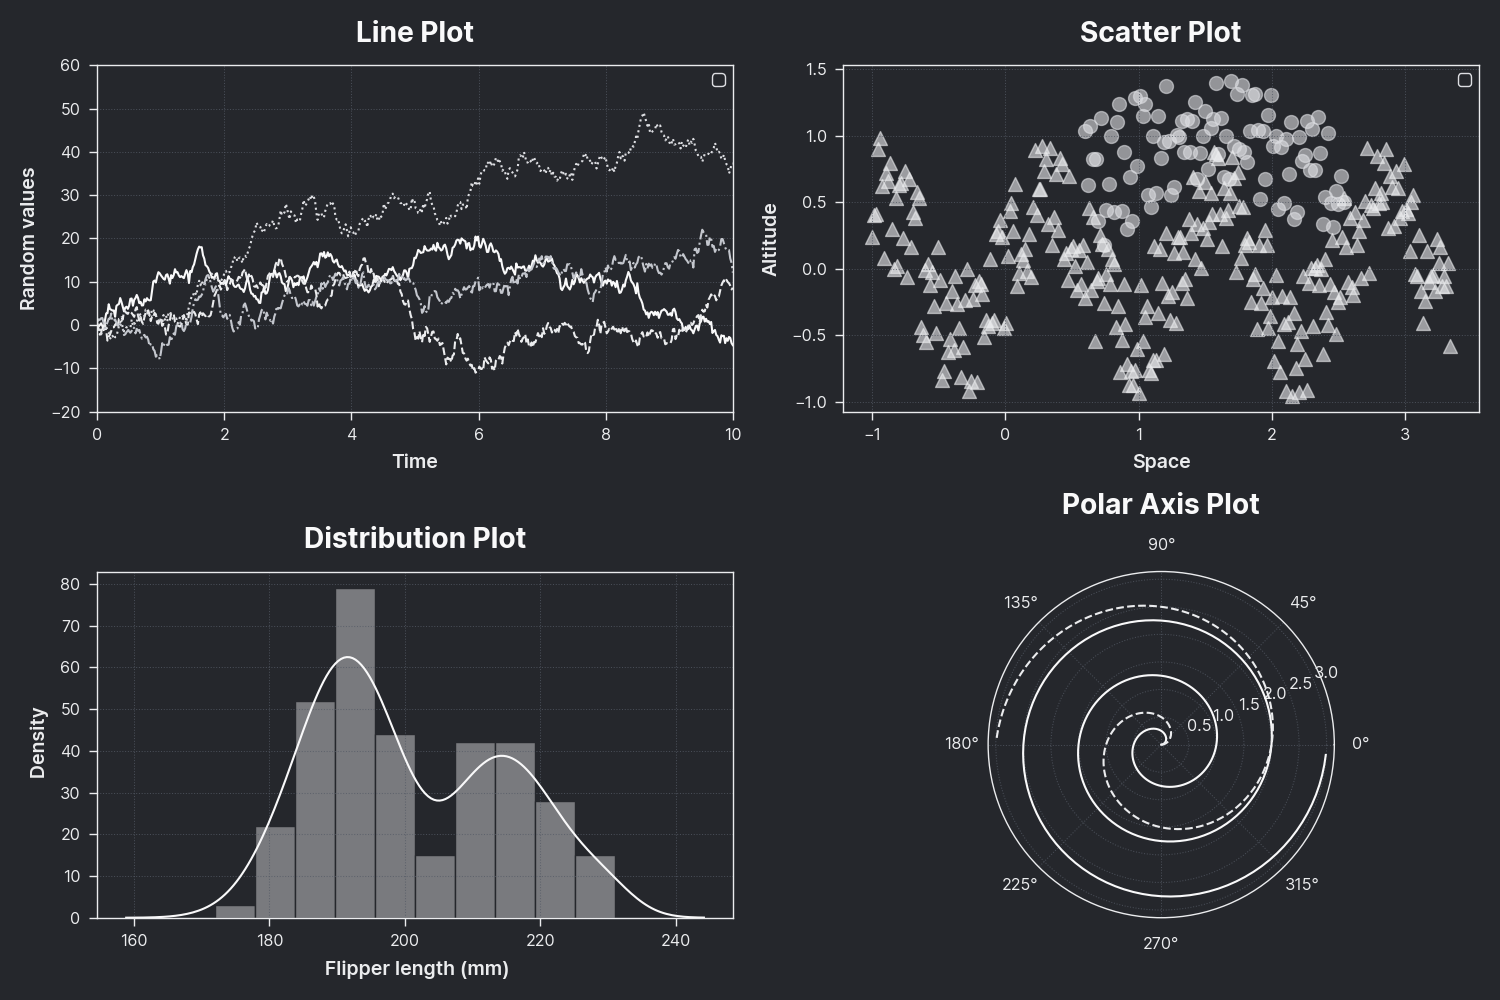 Line Plot
Random values
60
50
40
30
20
10
0
−10
−20
0 2 4 6 8 10
Time
Scatter Plot
Altitude
1.5
1.0
0.5
0.0
−0.5
−1.0
−1 0 1 2 3
Space
Distribution Plot
Density
80
70
60
50
40
30
20
10
0
160 180 200 220 240
Flipper length (mm)
Polar Axis Plot
90°
135° 45°
0.5 1.0 1.5 2.0 2.5 3.0
180° 0°
225° 315°
270°